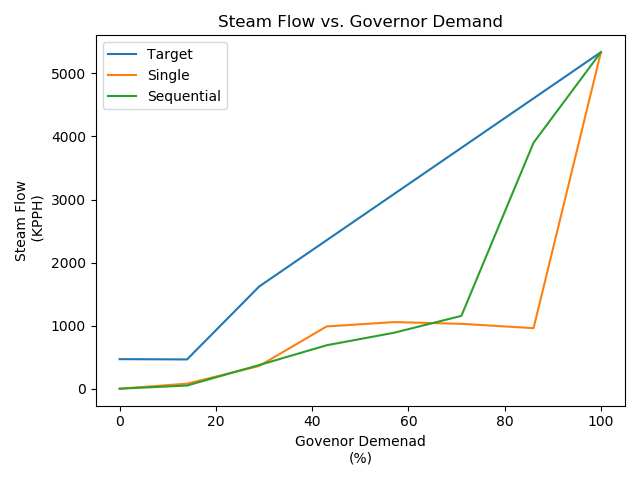 Steam Flow vs. Governor Demand
Target
Single
Sequential
Steam Flow
(KPPH)
5000
4000
3000
2000
1000
0
0 20 40 60 80 100
Govenor Demenad
(%)